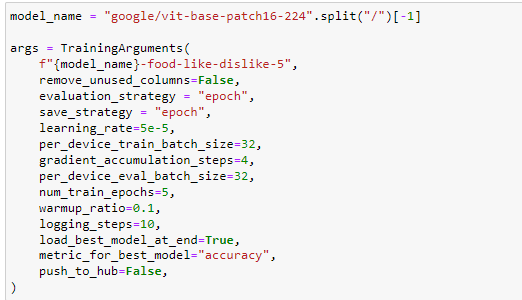 model_name = "google/vit-base-patch16-224".split("/")[-1]

args = TrainingArguments(
    f"{model_name}-food-like-dislike-5",
    remove_unused_columns=False,
    evaluation_strategy = "epoch",
    save_strategy = "epoch",
    learning_rate=5e-5,
    per_device_train_batch_size=32,
    gradient_accumulation_steps=4,
    per_device_eval_batch_size=32,
    num_train_epochs=5,
    warmup_ratio=0.1,
    logging_steps=10,
    load_best_model_at_end=True,
    metric_for_best_model="accuracy",
    push_to_hub=False,
)